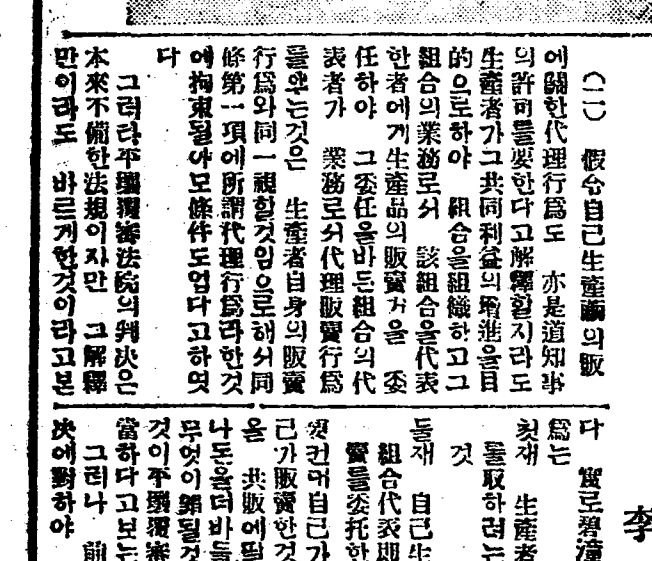 (二) 假令自己生產繭의販
에關한代理行爲도 亦是道知事
의許可를要한다고解釋할지라도
生產者가그共同利益의增進을目
的으로하야 組合을組織하고그
組合의業務로서 該組合을代表
한者에게生產品의販賣거을 委
任하야 그委任을바든組合의代
表者가 業務로서代理販賣行爲
를하는것은 生產者自身의販賣
行爲와同一視할것임으로해서同
條第一項에所謂代理行爲라한것
에拘束될아모條件도업다고하엿
다
그러라平壤覆審法院의判決은
本來不備한法規이지만 그解釋
만이라도 바르게한것이라고본
다 實로碧潼
爲는
첫재 生產者
를取하려는
것
둘재 自己生
組合代表
賣를委托한
컨대自己가
己가販賣한것
을 共販에
나돈을더바들
무엇이 될것
것이平壤覆審
當하다고보는
그러나 前
決에對하야
李